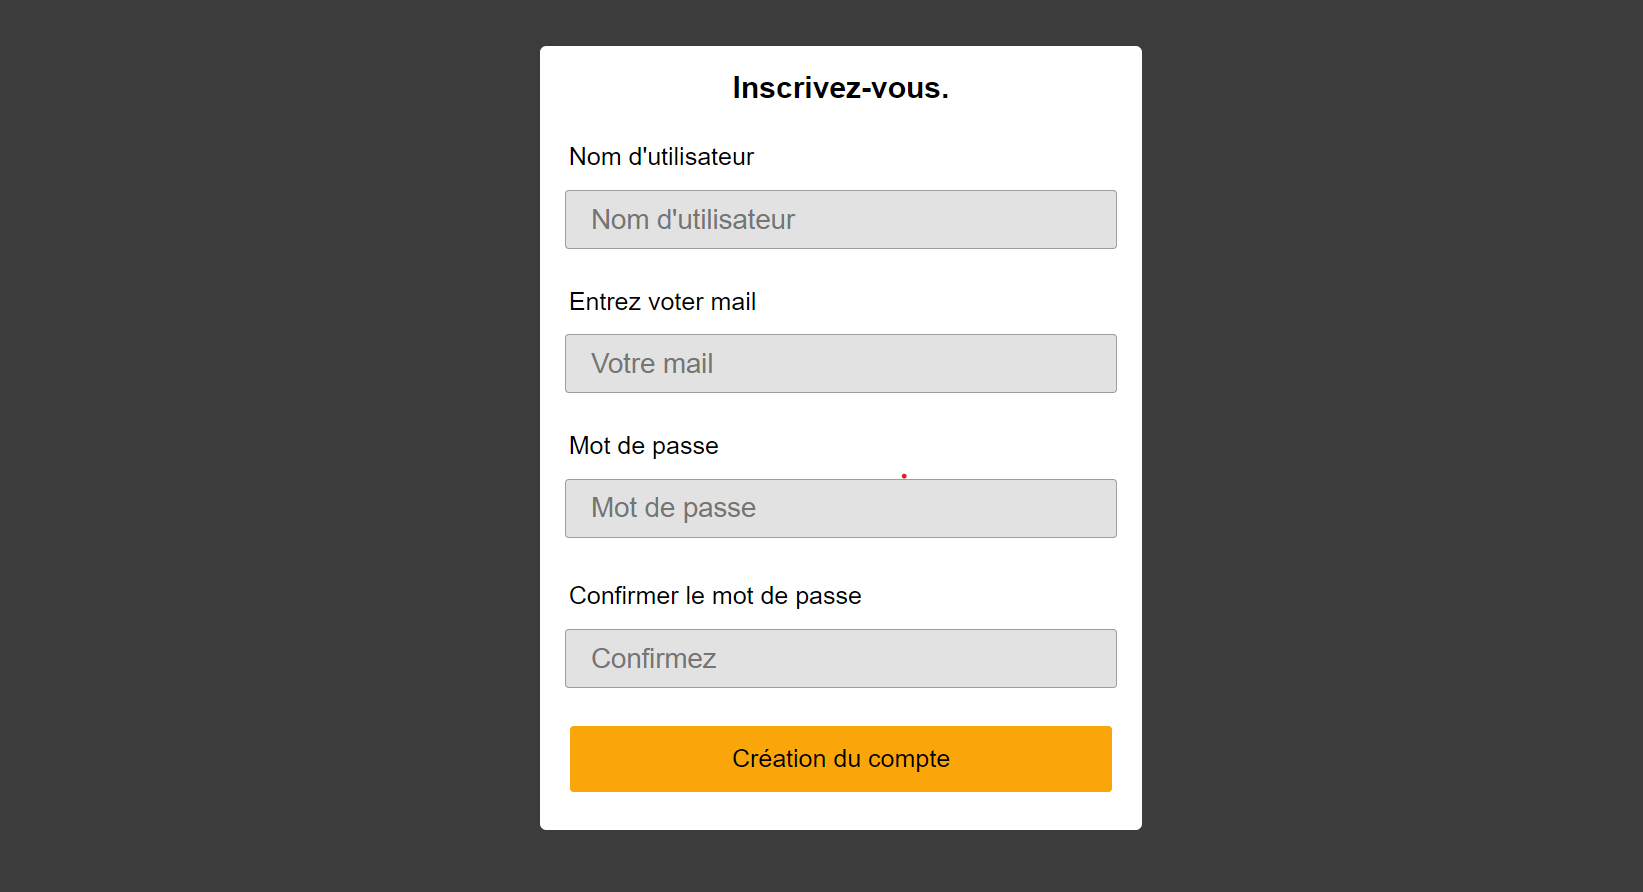 Inscrivez-vous.
Nom d'utilisateur
Nom d'utilisateur
Entrez voter mail
Votre mail
Mot de passe
Mot de passe
Confirmer le mot de passe
Confirmez
Création du compte